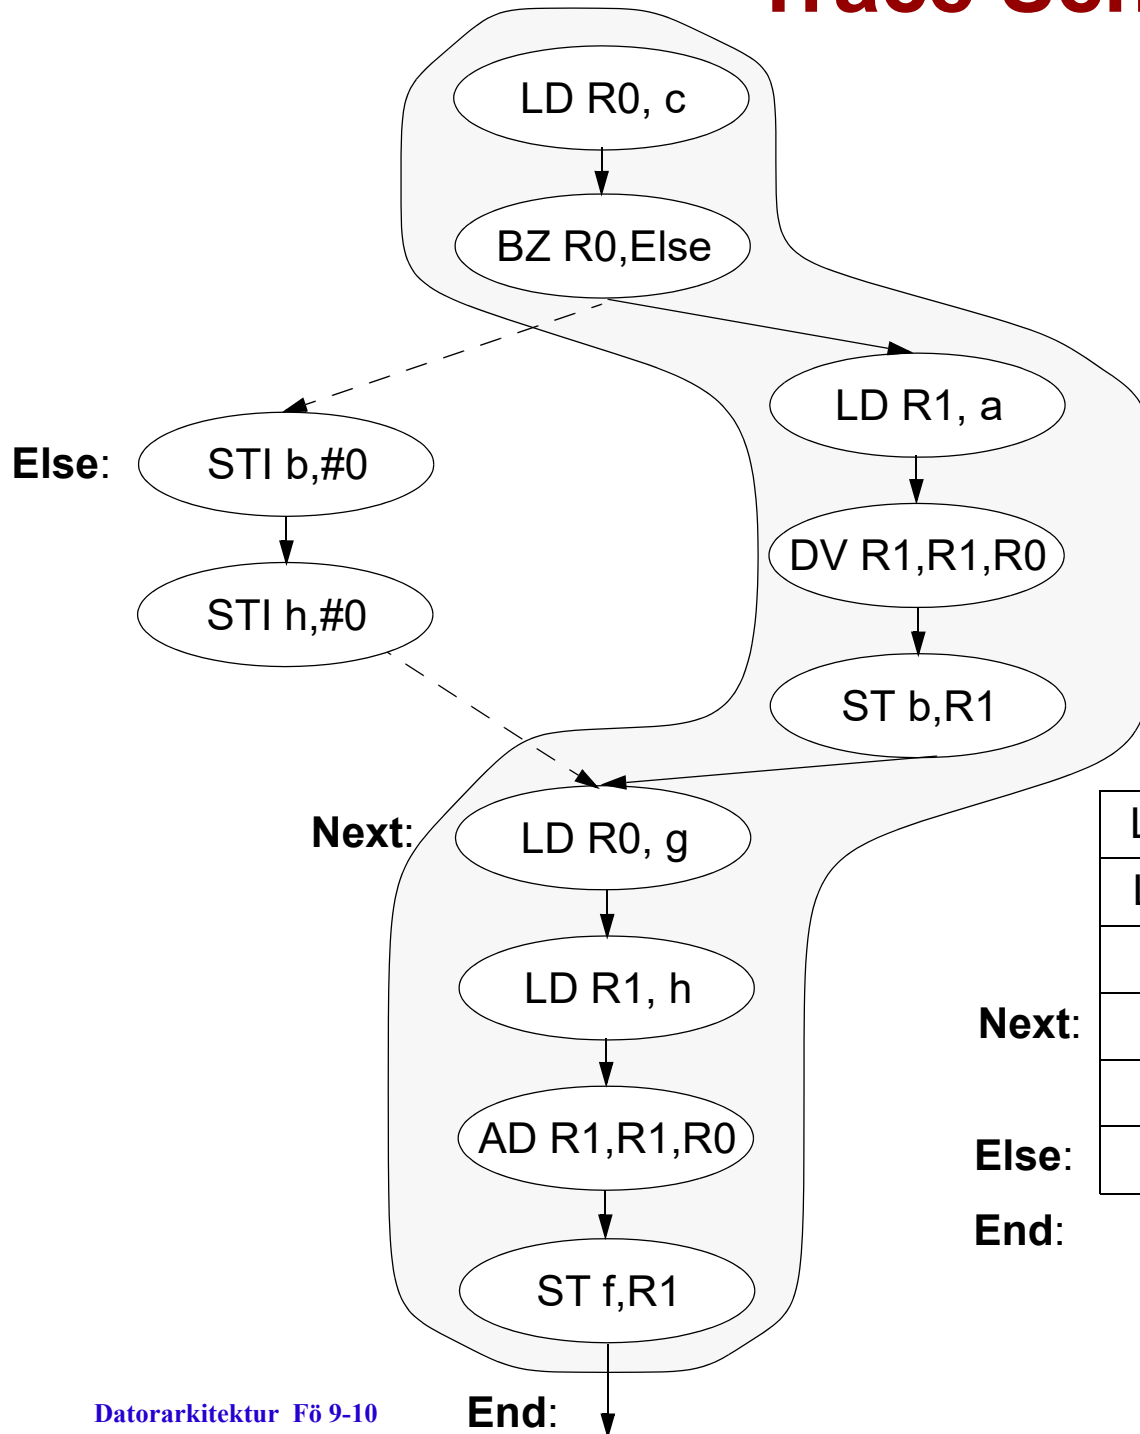 LD R0, c
BZ R0,Else
LD R1, a
Else:
STI b,#0
DV R1,R1,R0
STI h,#0
ST b,R1
Next:
LD R0, g
LD R1, h
Next:
AD R1,R1,R0
Else:
End:
ST f,R1
Datorarkitektur Fö 9-10
End: